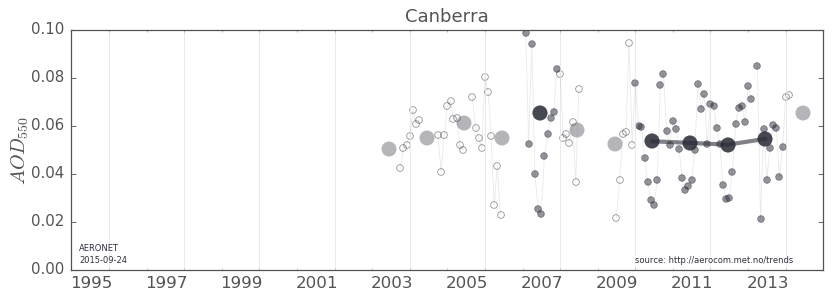 Canberra
0.10
0.08
0.06
0.04
0.02
0.00
AOD550
AERONET
2015-09-24
source: http://aerocom.met.no/trends
1995 1997 1999 2001 2003 2005 2007 2009 2011 2013